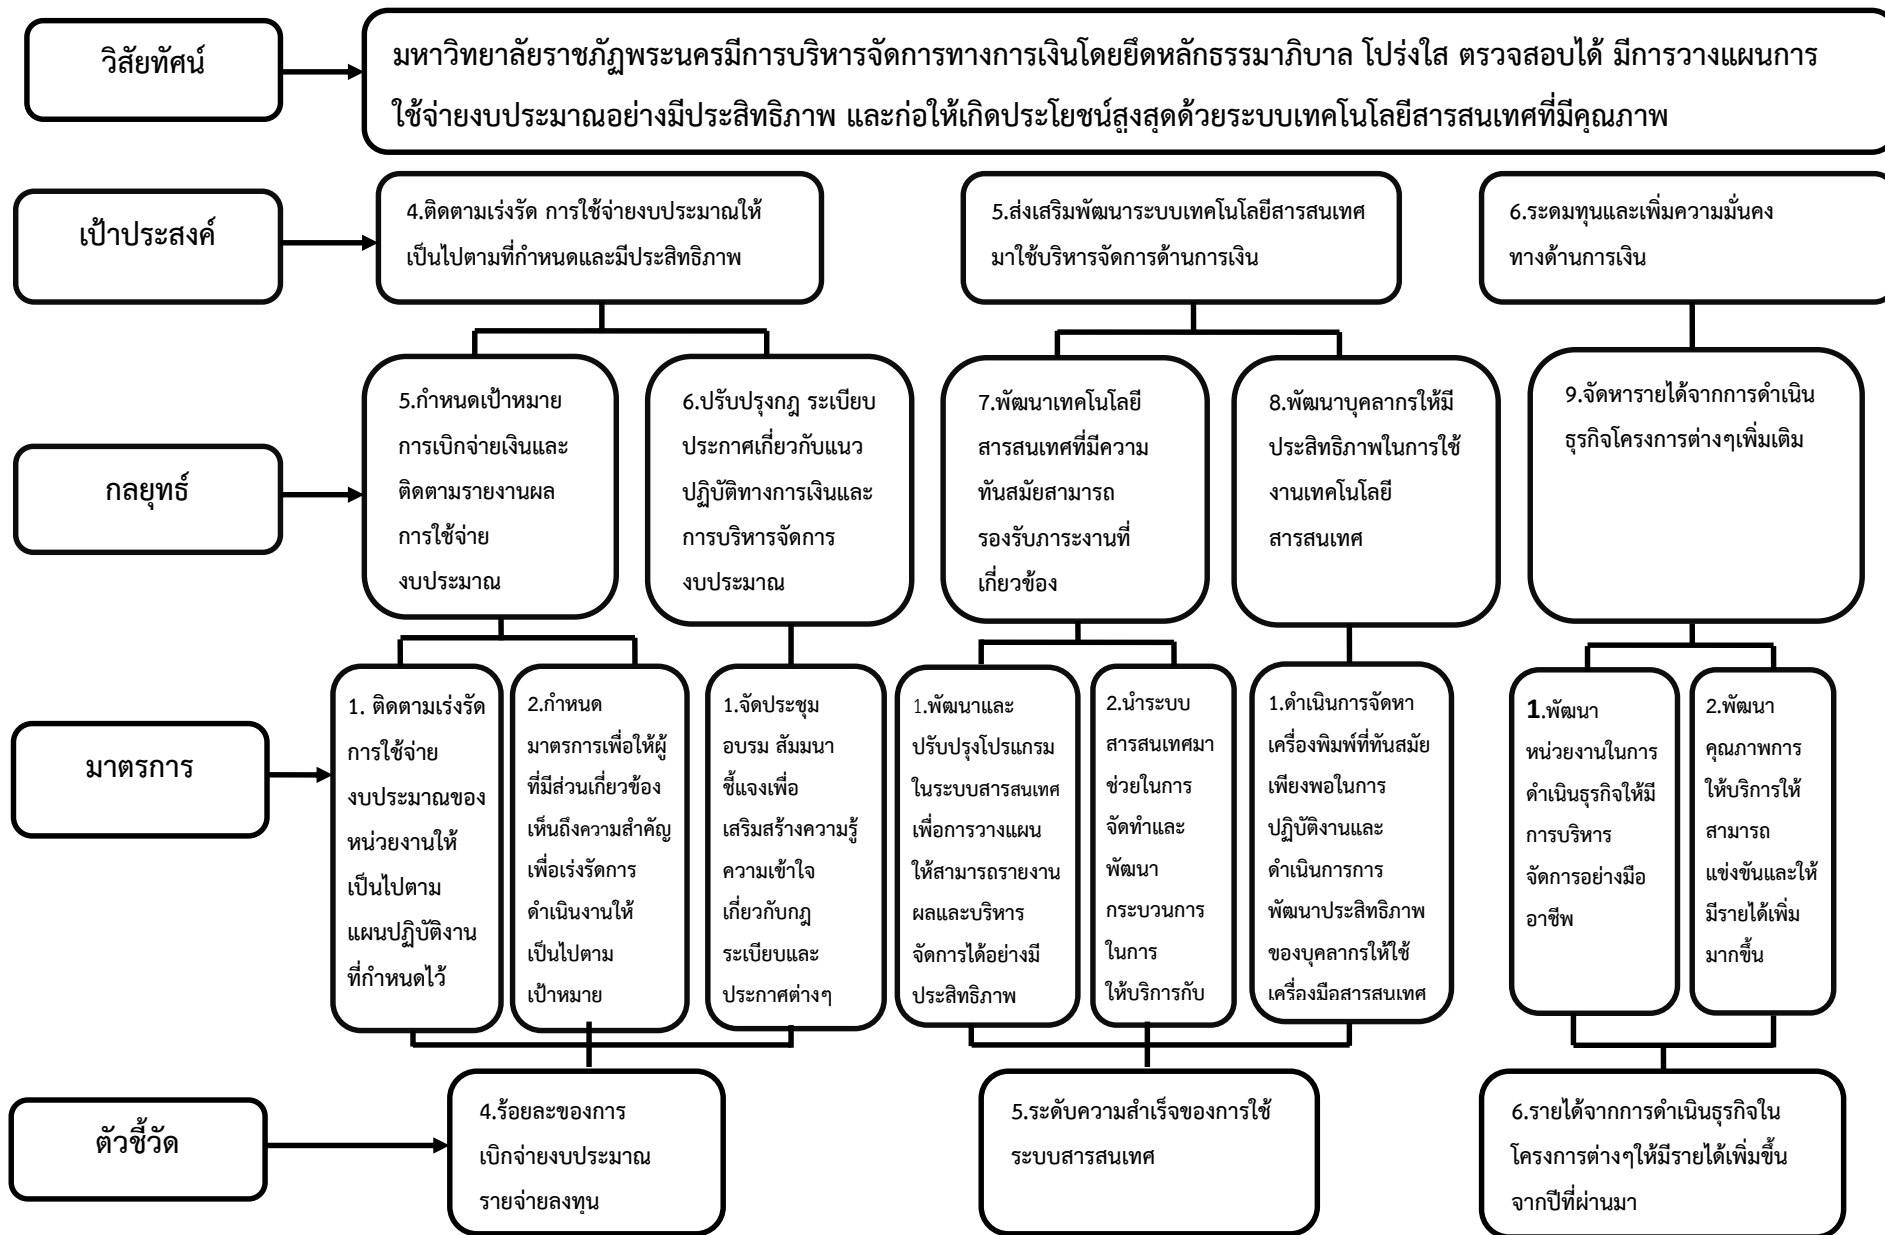 วิสัยทัศน์
มหาวิทยาลัยราชภัฏพระนครมีการบริหารจัดการทางการเงินโดยยึดหลักธรรมาภิบาล โปร่งใส ตรวจสอบได้ มีการวางแผนการ
ใช้จ่ายงบประมาณอย่างมีประสิทธิภาพ และก่อให้เกิดประโยชน์สูงสุดด้วยระบบเทคโนโลยีสารสนเทศที่มีคุณภาพ
เป้าประสงค์
4.ติดตามเร่งรัด การใช้จ่ายงบประมาณให้
เป็นไปตามที่กำหนดและมีประสิทธิภาพ
5.ส่งเสริมพัฒนาระบบเทคโนโลยีสารสนเทศ
มาใช้บริหารจัดการด้านการเงิน
6.ระดมทุนและเพิ่มความมั่นคง
ทางด้านการเงิน
กลยุทธ์
5.กำหนดเป้าหมาย
การเบิกจ่ายเงินและ
ติดตามรายงานผล
การใช้จ่าย
งบประมาณ
6.ปรับปรุงกฎ ระเบียบ
ประกาศเกี่ยวกับแนว
ปฏิบัติทางการเงินและ
การบริหารจัดการ
งบประมาณ
7.พัฒนาเทคโนโลยี
สารสนเทศที่มีความ
ทันสมัยสามารถ
รองรับภาระงานที่
เกี่ยวข้อง
8.พัฒนาบุคลากรให้มี
ประสิทธิภาพในการใช้
งานเทคโนโลยี
สารสนเทศ
9.จัดหารายได้จากการดำเนิน
ธุรกิจโครงการต่างๆเพิ่มเติม
มาตรการ
1. ติดตามเร่งรัด
การใช้จ่าย
งบประมาณของ
หน่วยงานให้
เป็นไปตาม
แผนปฏิบัติงาน
ที่กำหนดไว้
2.กำหนด
มาตรการเพื่อให้ผู้
ที่มีส่วนเกี่ยวข้อง
เห็นถึงความสำคัญ
เพื่อเร่งรัดการ
ดำเนินงานให้
เป็นไปตาม
เป้าหมาย
1.จัดประชุม
อบรม สัมมนา
ชี้แจงเพื่อ
เสริมสร้างความรู้
ความเข้าใจ
เกี่ยวกับกฎ
ระเบียบและ
ประกาศต่างๆ
1.พัฒนาและ
ปรับปรุงโปรแกรม
ในระบบสารสนเทศ
เพื่อการวางแผน
ให้สามารถรายงาน
ผลและบริหาร
จัดการได้อย่างมี
ประสิทธิภาพ
2.นำระบบ
สารสนเทศมา
ช่วยในการ
จัดทำและ
พัฒนา
กระบวนการ
ในการ
ให้บริการกับ
1.ดำเนินการจัดหา
เครื่องพิมพ์ที่ทันสมัย
เพียงพอในการ
ปฏิบัติงานและ
ดำเนินการการ
พัฒนาประสิทธิภาพ
ของบุคลากรให้ใช้
เครื่องมือสารสนเทศ
1.พัฒนา
หน่วยงานในการ
ดำเนินธุรกิจให้มี
การบริหาร
จัดการอย่างมือ
อาชีพ
2.พัฒนา
คุณภาพการ
ให้บริการให้
สามารถ
แข่งขันและให้
มีรายได้เพิ่ม
มากขึ้น
ตัวชี้วัด
4.ร้อยละของการ
เบิกจ่ายงบประมาณ
รายจ่ายลงทุน
5.ระดับความสำเร็จของการใช้
ระบบสารสนเทศ
6.รายได้จากการดำเนินธุรกิจใน
โครงการต่างๆให้มีรายได้เพิ่มขึ้น
จากปีที่ผ่านมา